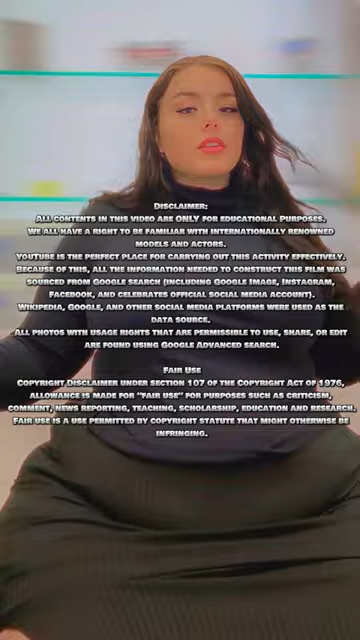 Disclaimer:
All contents in this video are ONLY for educational Purposes.
We all have a right to be familiar with internationally renowned
models and actors.
YouTube is the perfect place for carrying out this activity effectively.
Because of this, all the information needed to construct this film was
sourced from Google search (including Google Image, Instagram,
Facebook, and celebrates official social media account).
Wikipedia, Google, and other social media platforms were used as the
data source.
All photos with usage rights that are permissible to use, share, or edit
are found using Google Advanced search.
Fair Use
Copyright Disclaimer under section 107 of the Copyright Act of 1976,
allowance is made for "fair use" for purposes such as criticism,
comment, news reporting, teaching, scholarship, education and research.
Fair use is a use permitted by copyright statute that might otherwise be
infringing.